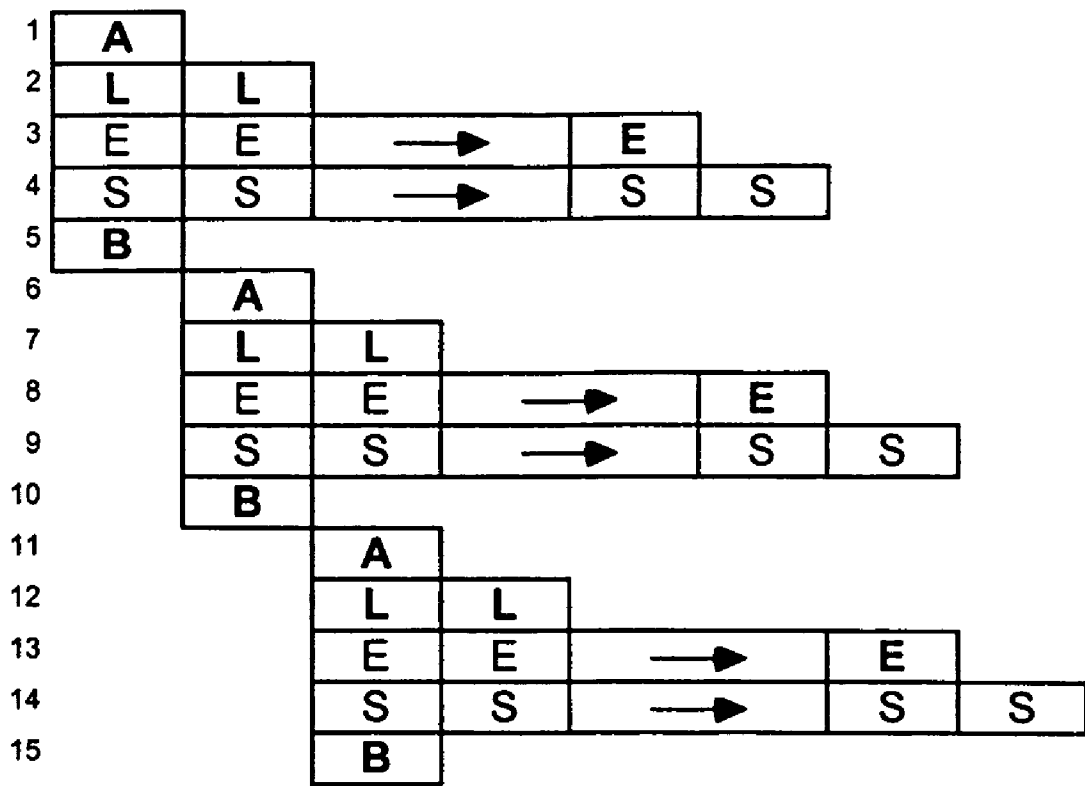 1 A
2 L L
3 E E → E
4 S S → S S
5 B
6 A
7 L L
8 E E → E
9 S S → S S
10 B
11 A
12 L L
13 E E → E
14 S S → S S
15 B